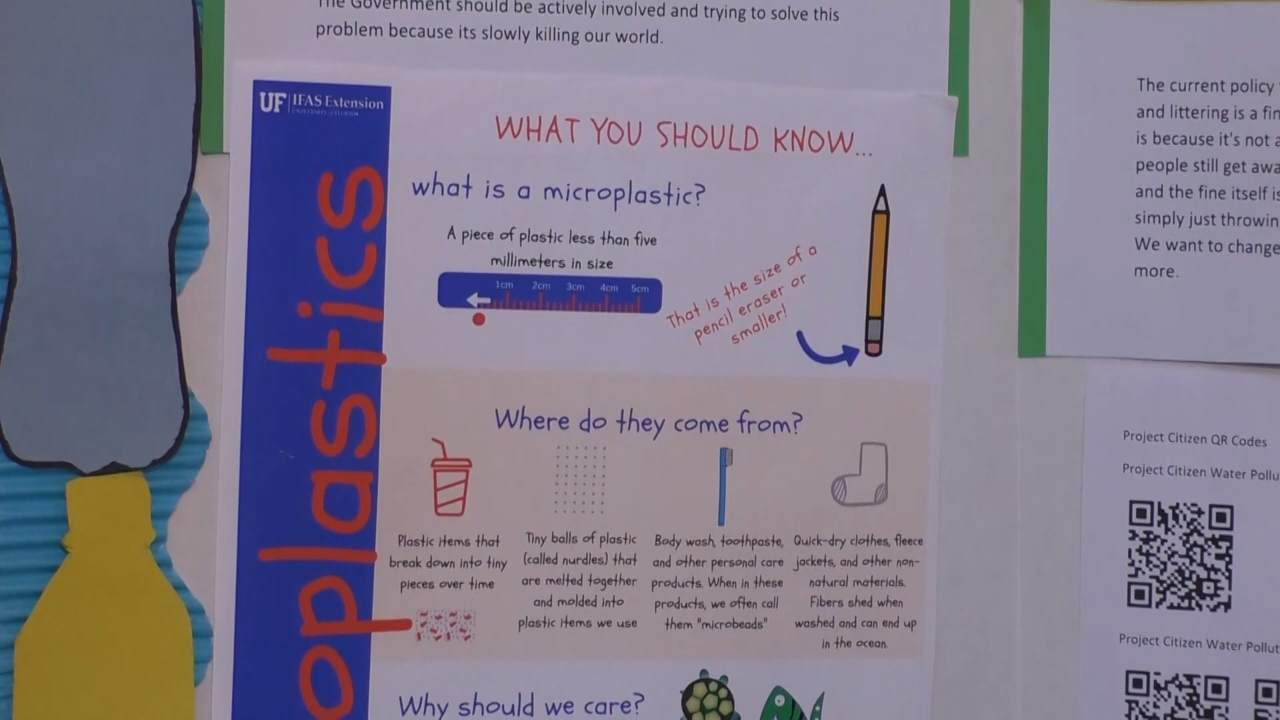 The Government should be actively involved and trying to solve this
problem because its slowly killing our world.
UF IFAS Extension
oplastics
WHAT YOU SHOULD KNOW...
what is a microplastic?
A piece of plastic less than five
millimeters in size
1cm 2cm 3cm 4cm 5cm
That is the size of a
pencil eraser or
smaller!
Where do they come from?
Plastic items that
break down into tiny
pieces over time
Tiny balls of plastic
(called nurdles) that
are melted together
and molded into
plastic items we use
Body wash, toothpaste,
and other personal care
products. When in these
products, we often call
them "microbeads"
Quick-dry clothes, fleece
jackets, and other non-
natural materials.
Fibers shed when
washed and can end up
in the ocean.
Why should we care?
The current policy
and littering is a fin
is because it's not a
people still get awa
and the fine itself is
simply just throwin
We want to change
more.
Project Citizen QR Codes
Project Citizen Water Pollu
Project Citizen Water Pollut